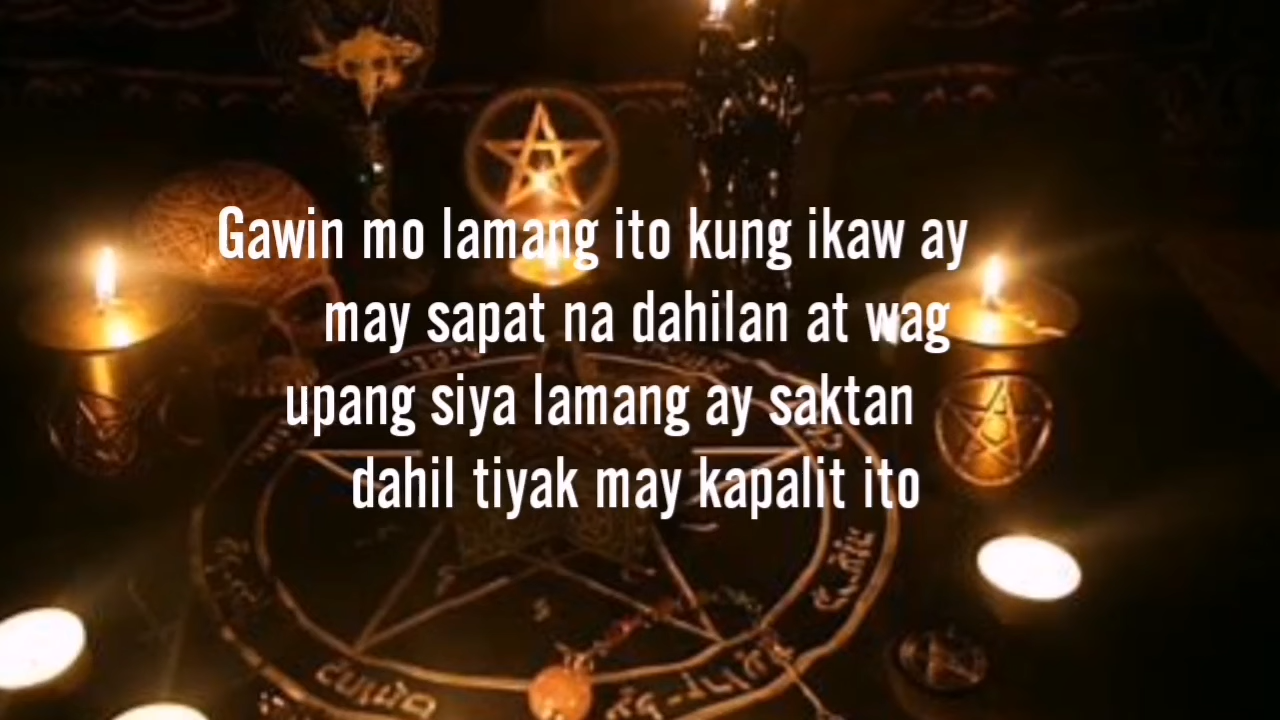 Gawin mo lamang ito kung ikaw ay
may sapat na dahilan at wag
upang siya lamang ay saktan
dahil tiyak may kapalit ito